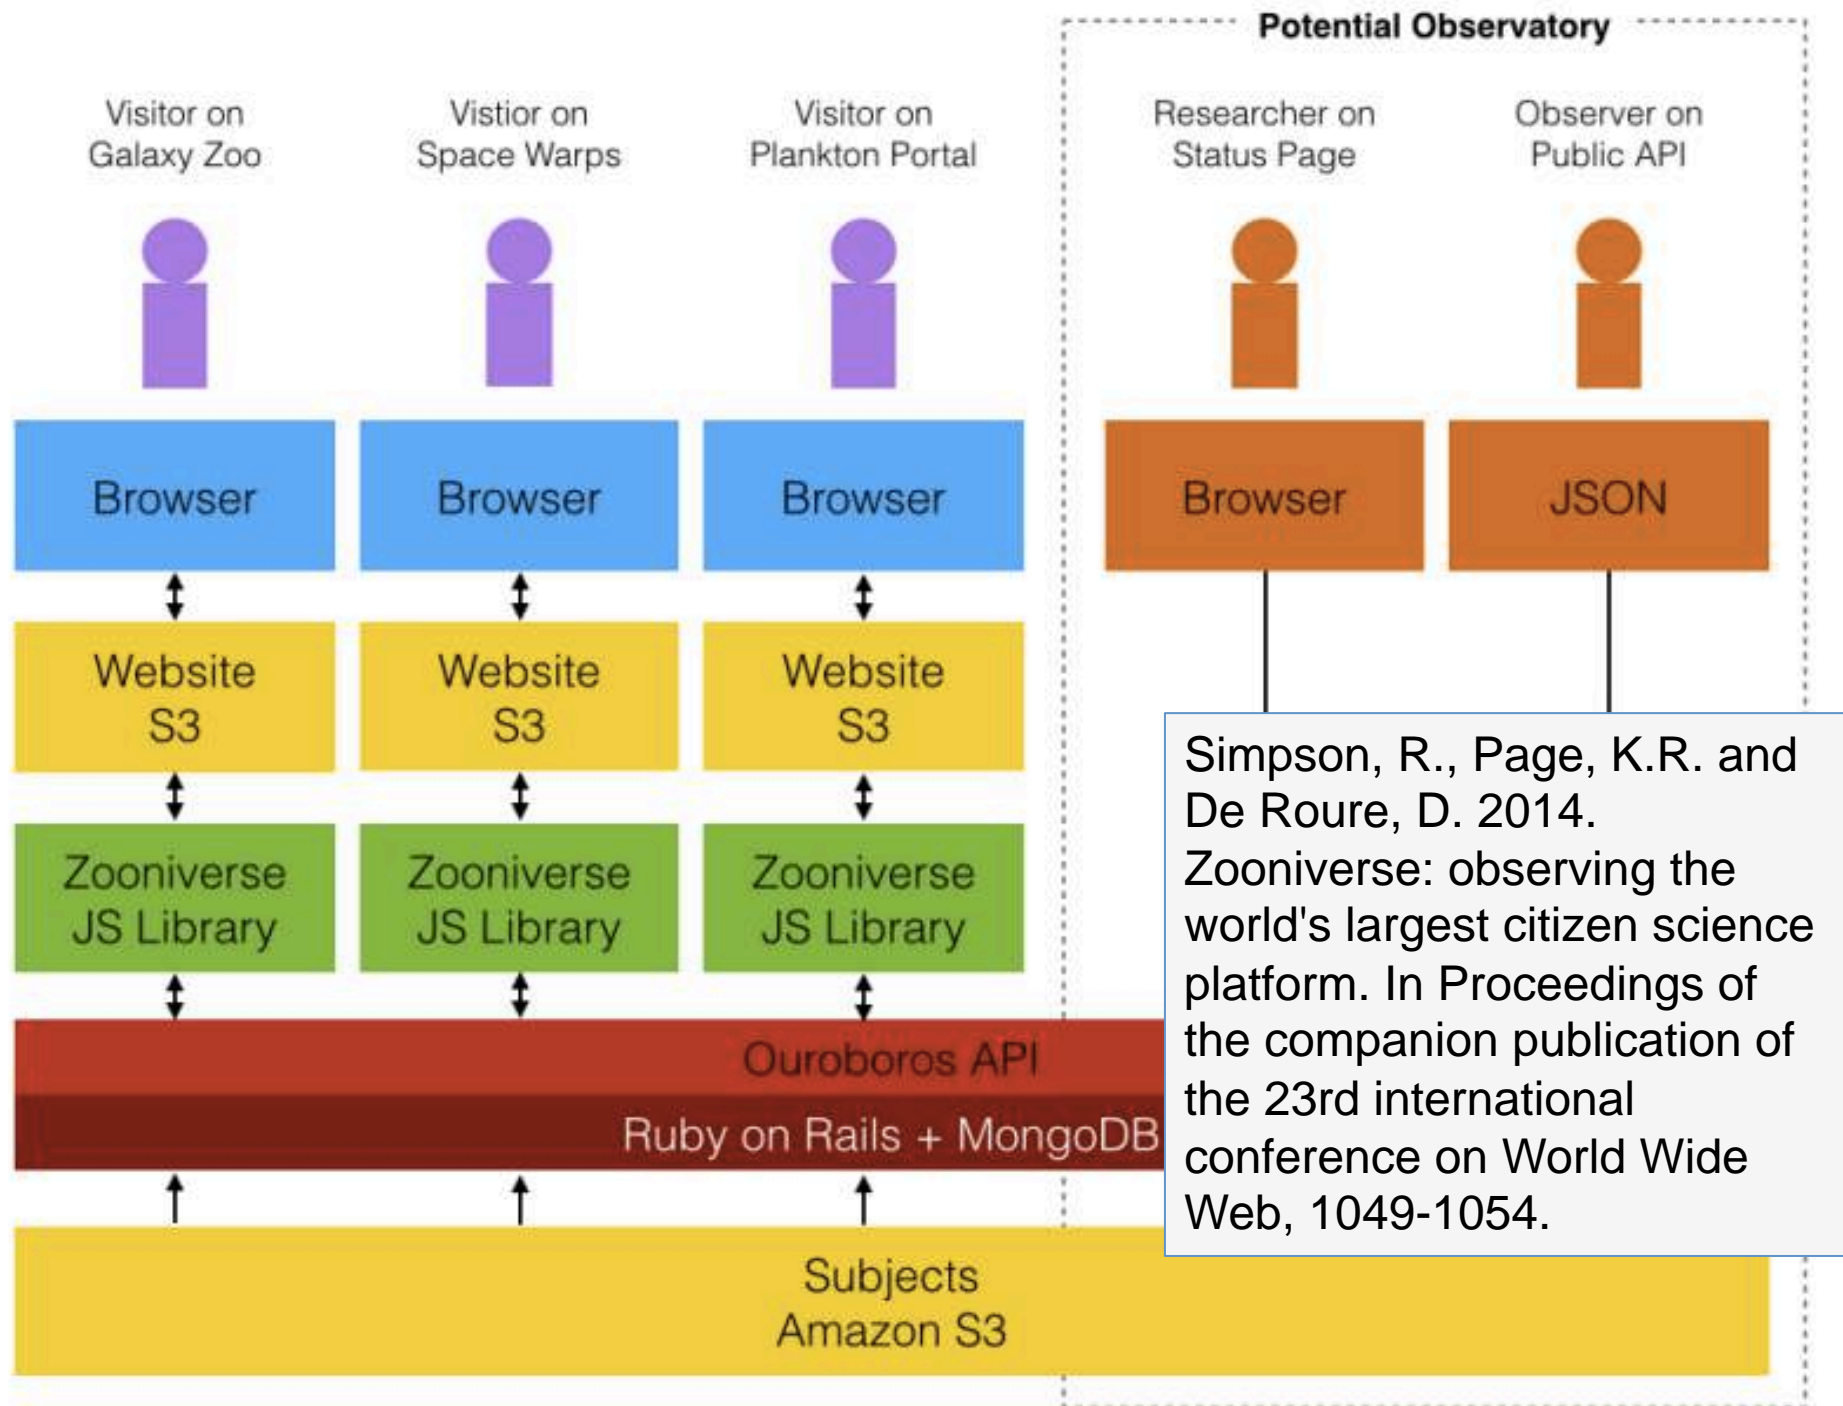 Potential Observatory
Visitor on
Galaxy Zoo
Vistior on
Space Warps
Visitor on
Plankton Portal
Researcher on
Status Page
Observer on
Public API
Browser
Browser
Browser
Browser
JSON
Website
S3
Website
S3
Website
S3
Zooniverse
JS Library
Zooniverse
JS Library
Zooniverse
JS Library
Ouroboros API
Ruby on Rails + MongoDB
Subjects
Amazon S3
Simpson, R., Page, K.R. and
De Roure, D. 2014.
Zooniverse: observing the
world's largest citizen science
platform. In Proceedings of
the companion publication of
the 23rd international
conference on World Wide
Web, 1049-1054.